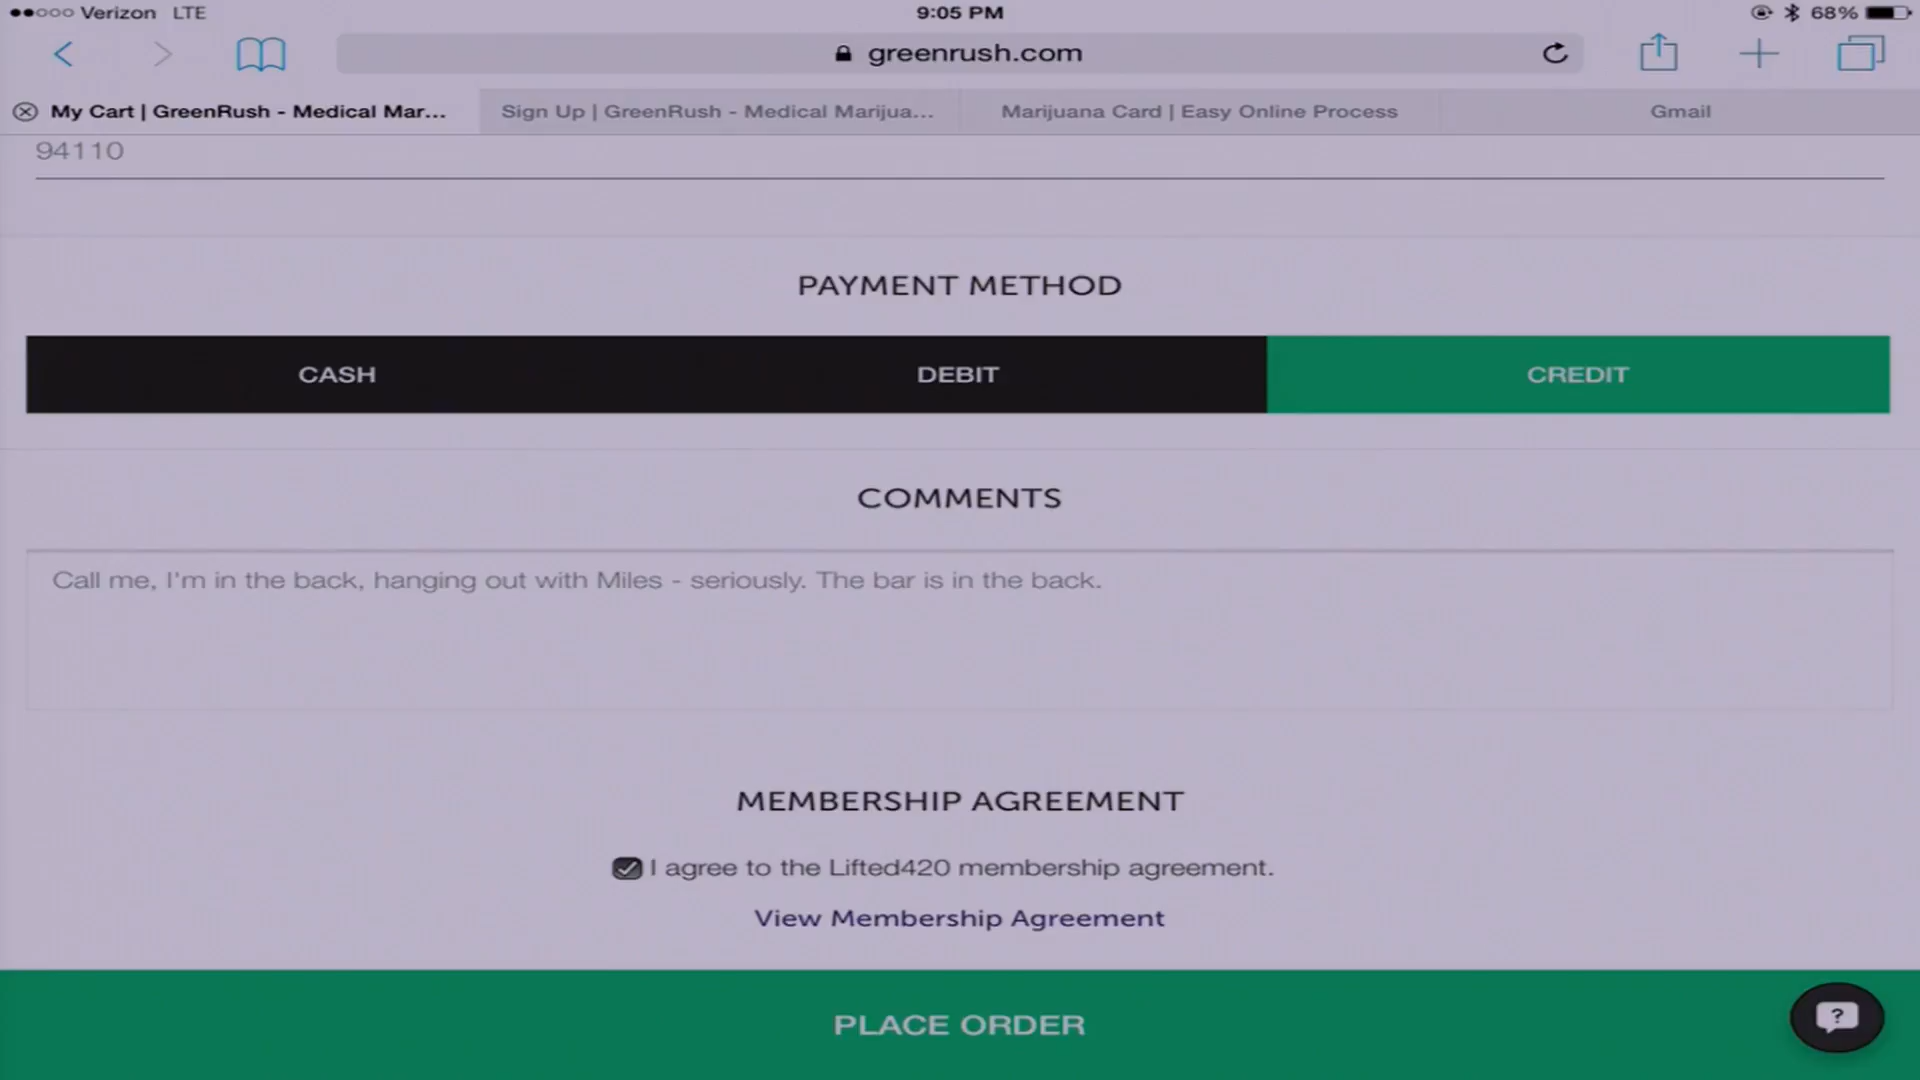 Verizon LTE 9:05 PM 68%
greenrush.com
My Cart | GreenRush - Medical Mar... Sign Up | GreenRush - Medical Marijua... Marijuana Card | Easy Online Process Gmail
94110
PAYMENT METHOD
CASH DEBIT CREDIT
COMMENTS
Call me, I'm in the back, hanging out with Miles - seriously. The bar is in the back.
MEMBERSHIP AGREEMENT
I agree to the Lifted420 membership agreement.
View Membership Agreement
PLACE ORDER
?